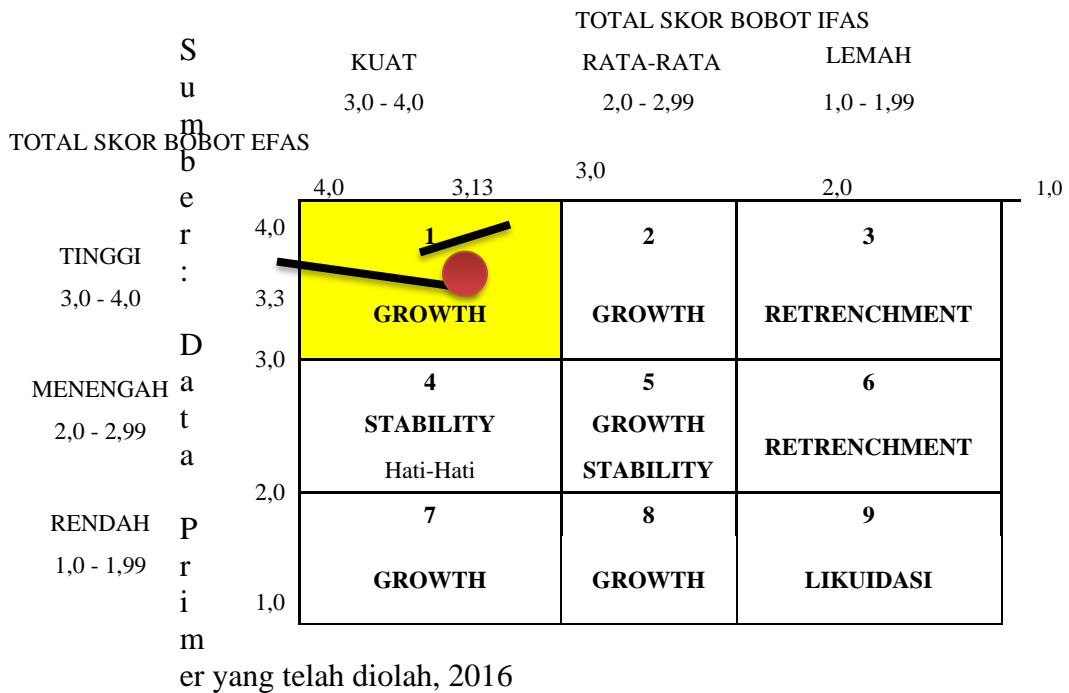 TOTAL SKOR BOBOT IFAS
KUAT RATA-RATA LEMAH
3,0 - 4,0 2,0 - 2,99 1,0 - 1,99
TOTAL SKOR BOBOT EFAS
4,0 3,13 3,0 2,0 1,0
4,0
TINGGI
3,0 - 4,0
3,3
1 2 3
GROWTH GROWTH RETRENCHMENT
3,0
MENENGAH
2,0 - 2,99
4 5 6
STABILITY GROWTH RETRENCHMENT
Hati-Hati STABILITY
2,0
RENDAH
1,0 - 1,99
7 8 9
GROWTH GROWTH LIKUIDASI
1,0
Sumber : Data Prim
er yang telah diolah, 2016